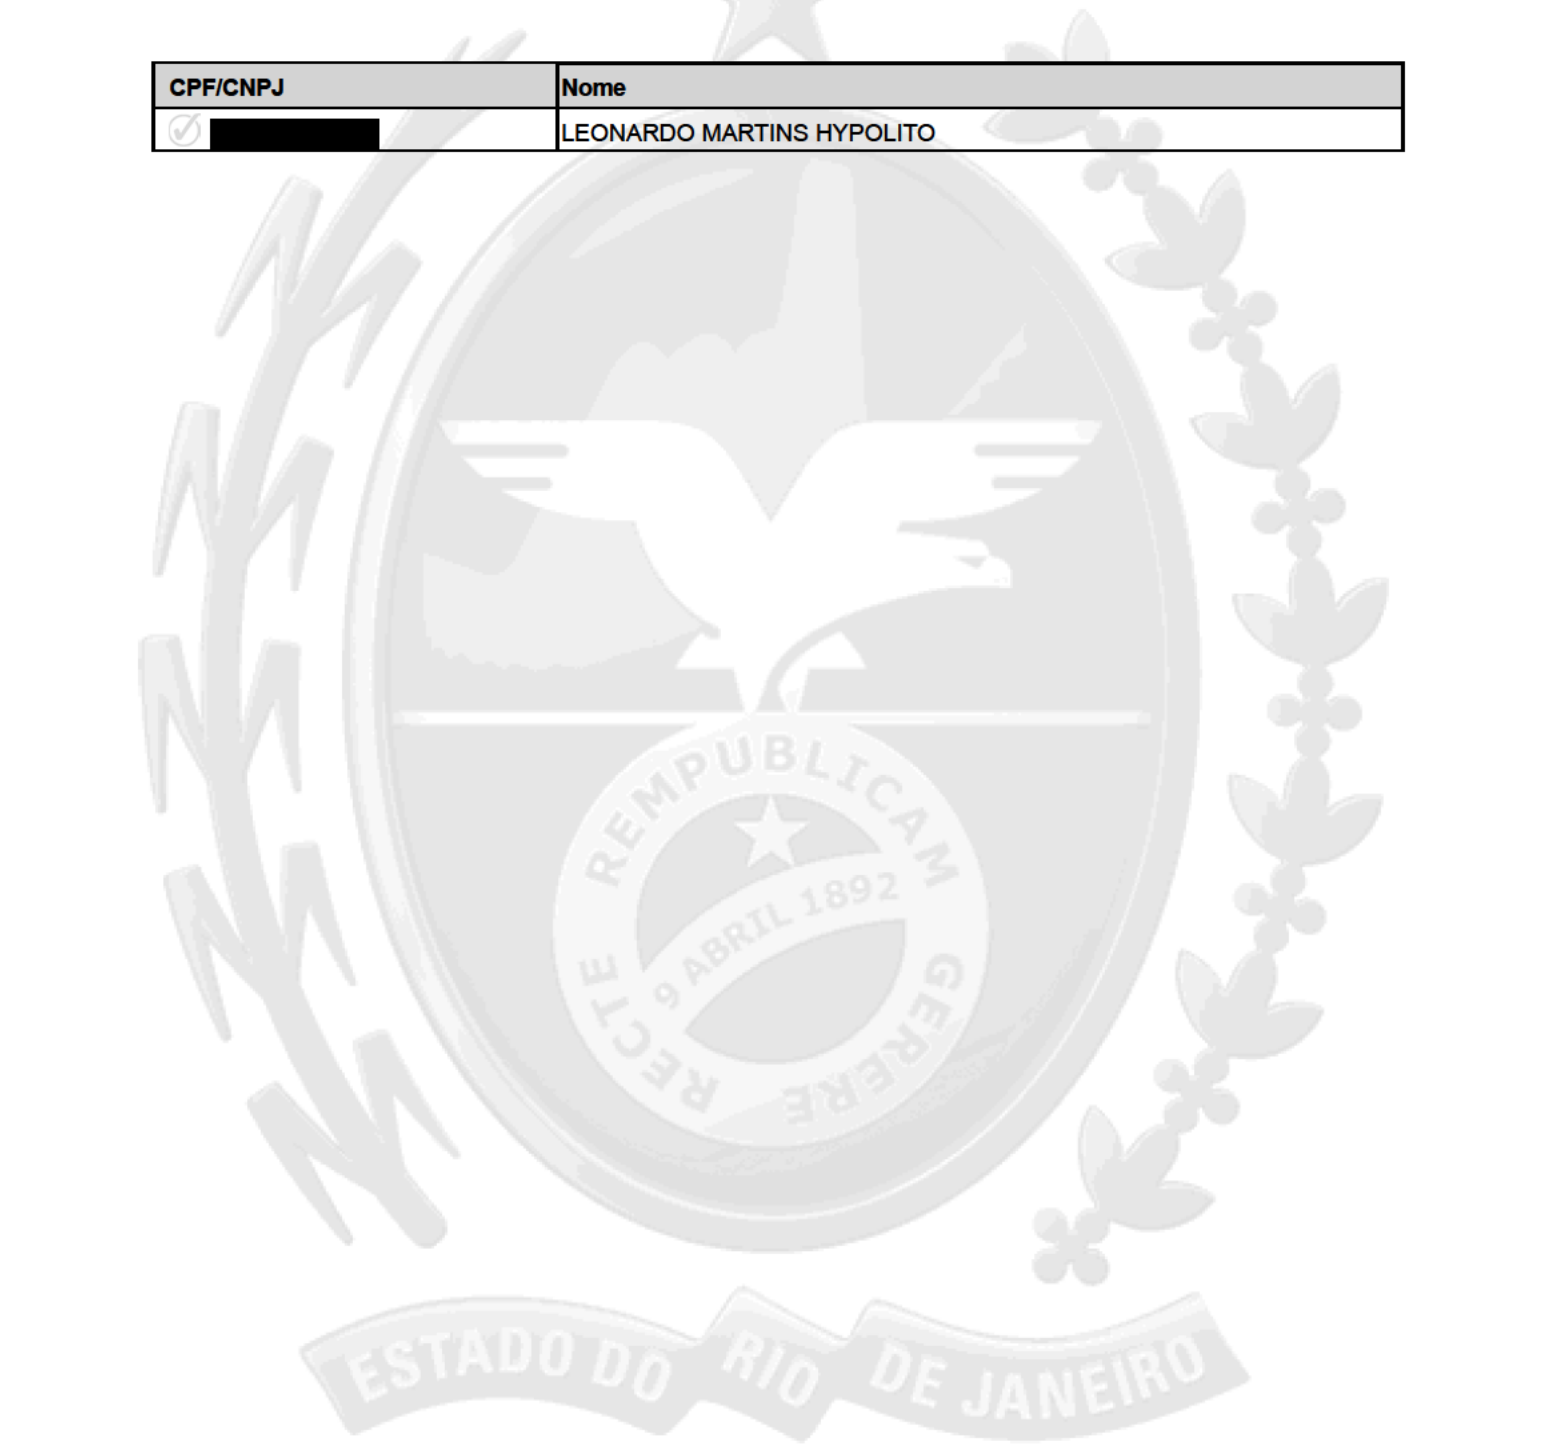 CPF/CNPJ Nome
LEONARDO MARTINS HYPOLITO
REMPUBLICAM
9 ABRIL 1892
RECTE GERERE
ESTADO DO RIO DE JANEIRO